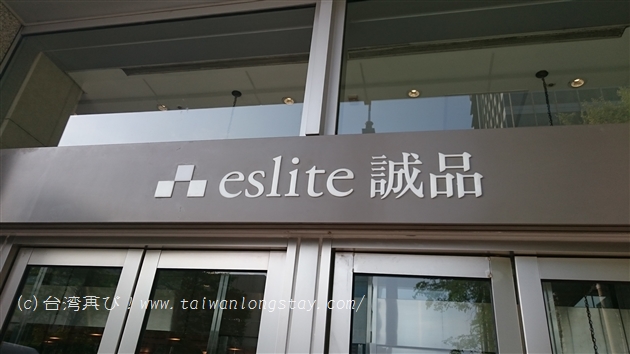 eslite 誠品
(c) 台湾再び！www.taiwanlongstay.com/